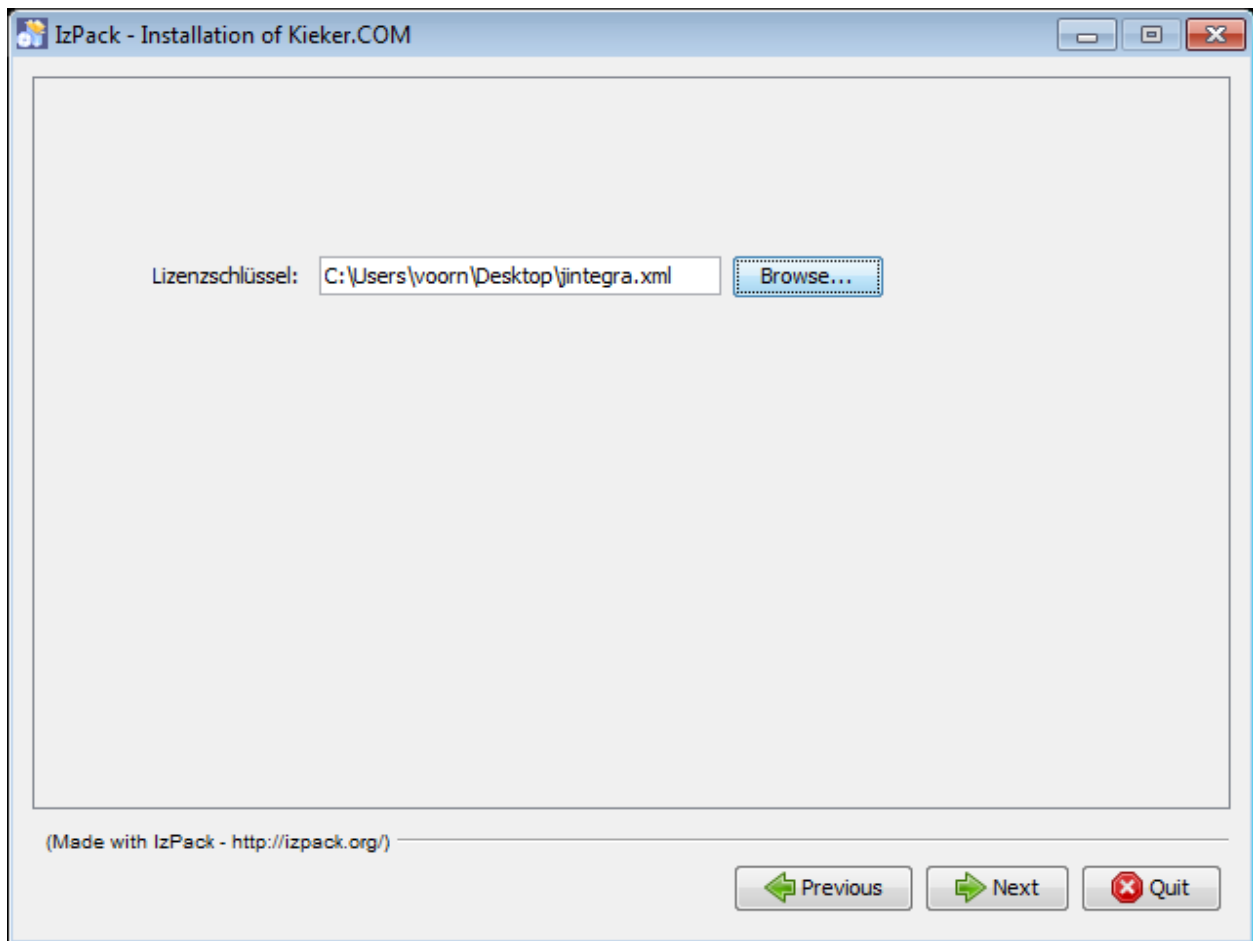 IzPack - Installation of Kieker.COM
Lizenzschlüssel: C:\Users\voorn\Desktop\jintegra.xml Browse...
(Made with IzPack - http://izpack.org/)
Previous Next Quit